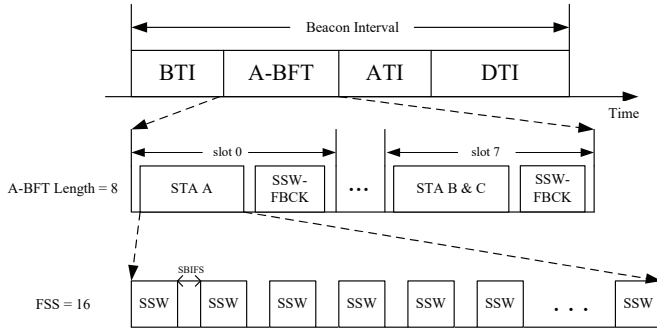 Beacon Interval
BTI A-BFT ATI DTI
Time
slot 0 slot 7
A-BFT Length = 8 STA A SSW-FBCK ... STA B & C SSW-FBCK
SBIFS
FSS = 16 SSW SSW SSW SSW SSW SSW . . . SSW